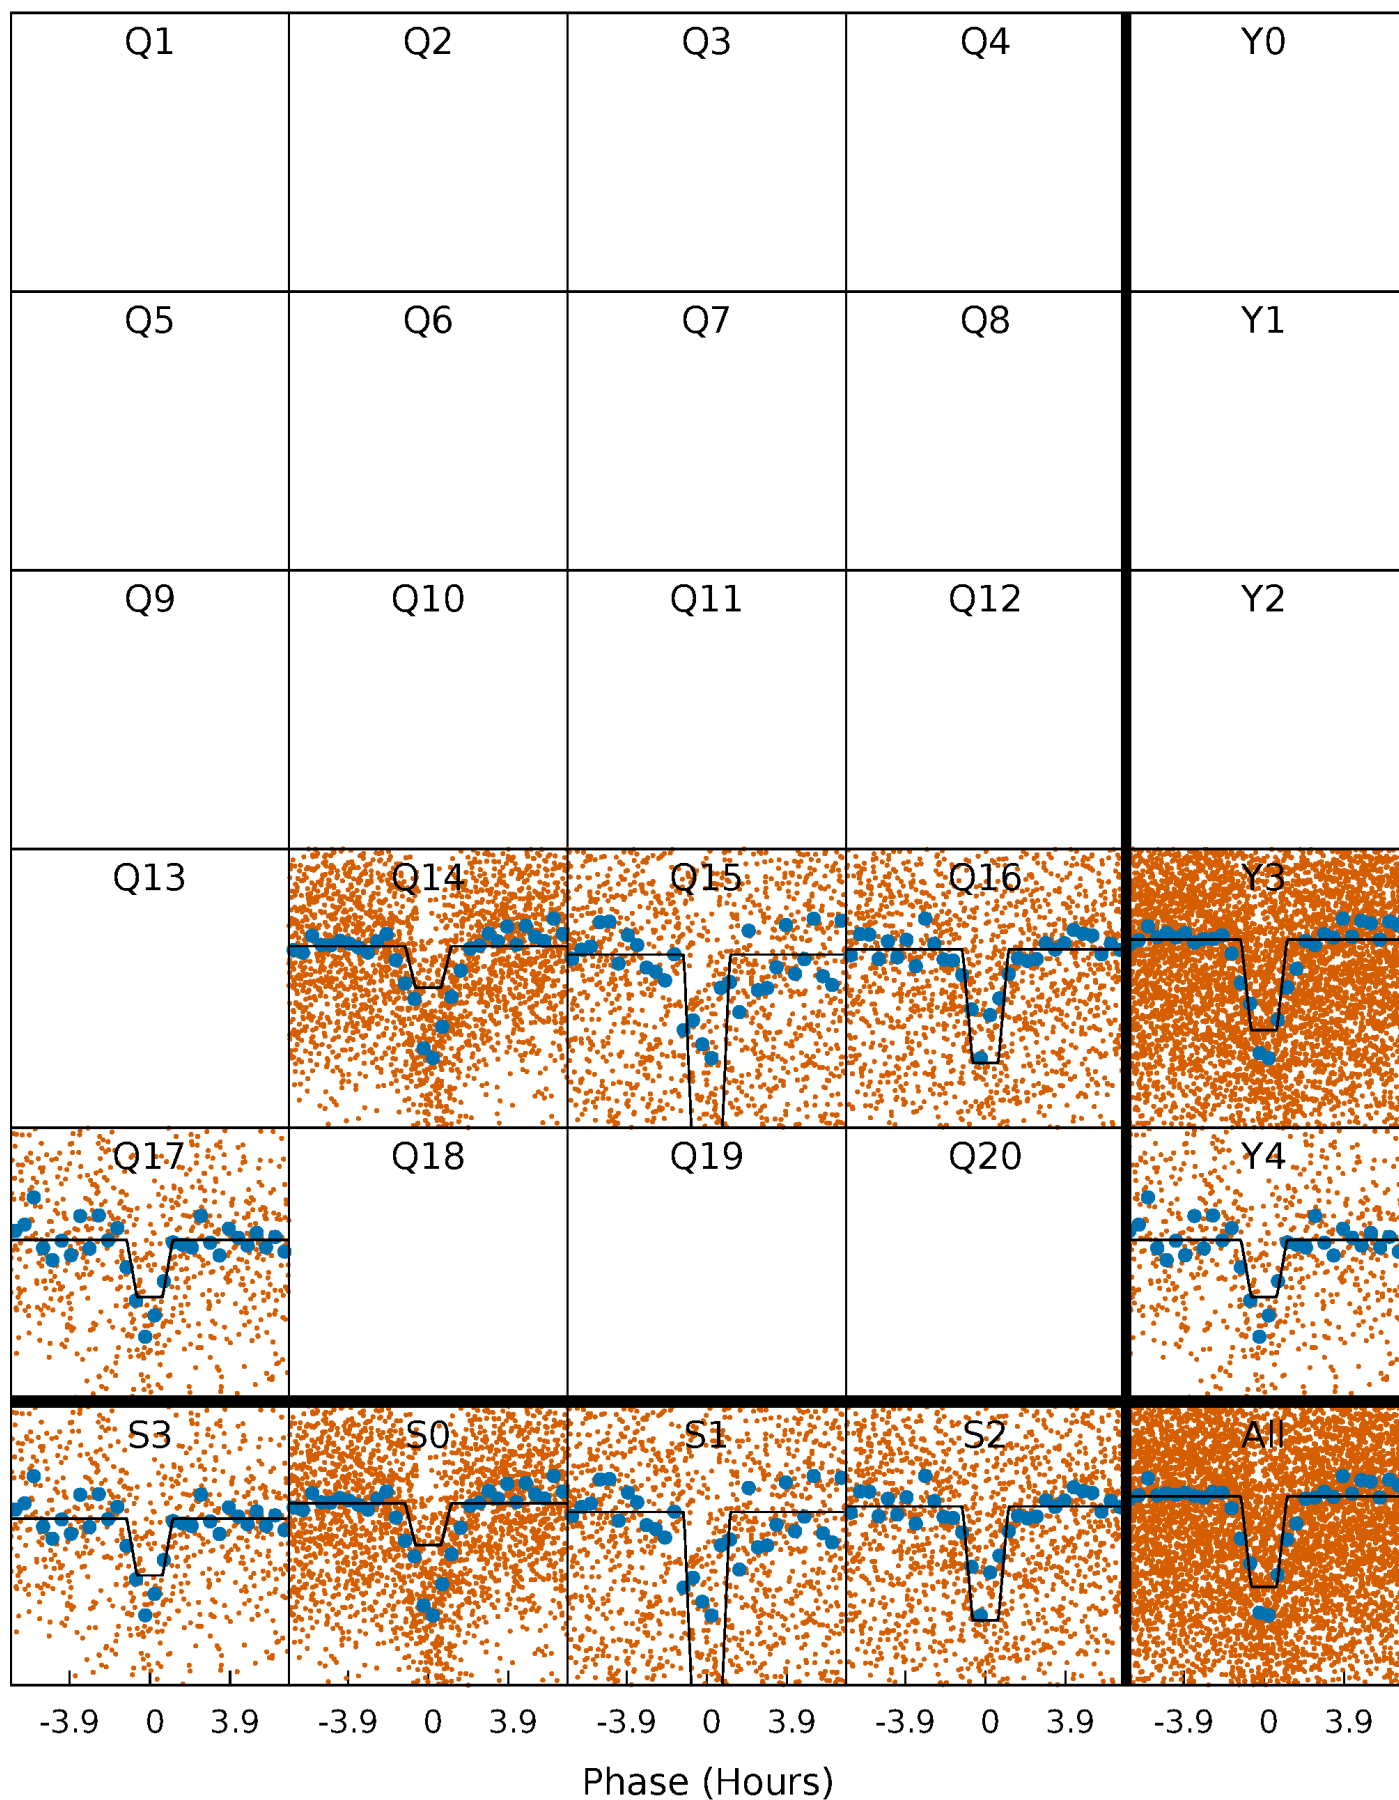 Q1 Q2 Q3 Q4 Y0
Q5 Q6 Q7 Q8 Y1
Q9 Q10 Q11 Q12 Y2
Q13 Q14 Q15 Q16 Y3
Q17 Q18 Q19 Q20 Y4
S3 S0 S1 S2 All
-3.9 0 3.9 -3.9 0 3.9 -3.9 0 3.9 -3.9 0 3.9 -3.9 0 3.9
Phase (Hours)